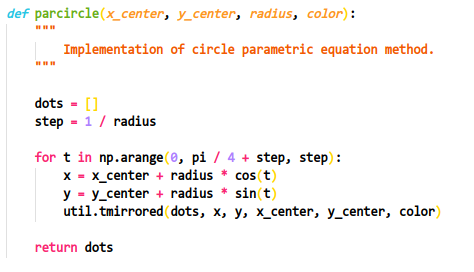 def parcircle(x_center, y_center, radius, color):
    """
        Implementation of circle parametric equation method.
    """

    dots = []
    step = 1 / radius

    for t in np.arange(0, pi / 4 + step, step):
        x = x_center + radius * cos(t)
        y = y_center + radius * sin(t)
        util.tmirrored(dots, x, y, x_center, y_center, color)

    return dots